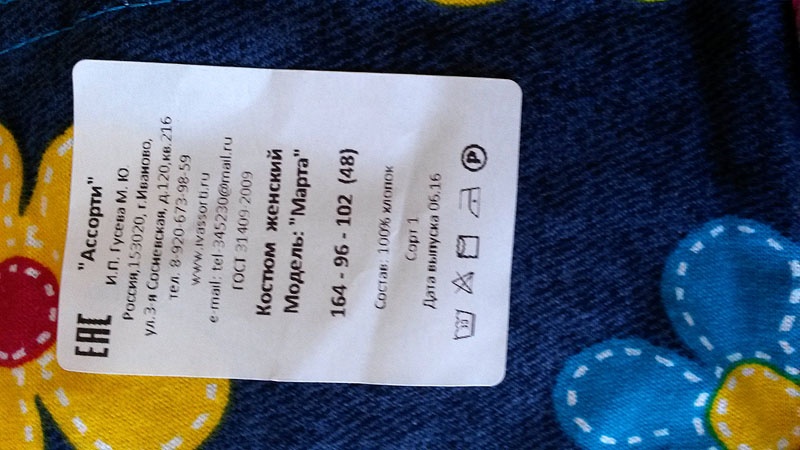 "Ассорти"
И.П. Гусева М. Ю.
Россия,153020, г.Иваново,
ул.3-я Сосневская, д.120,кв.216
тел. 8-920-673-98-59
www.ivassorti.ru
e-mail: tel-345230@mail.ru
ГОСТ 31409 2009
Костюм женский
Модель: "Марта"
164 - 96 - 102 (48)
Состав: 100% хлопок
Сорт 1
Дата выпуска 06.16
30
P
EAC